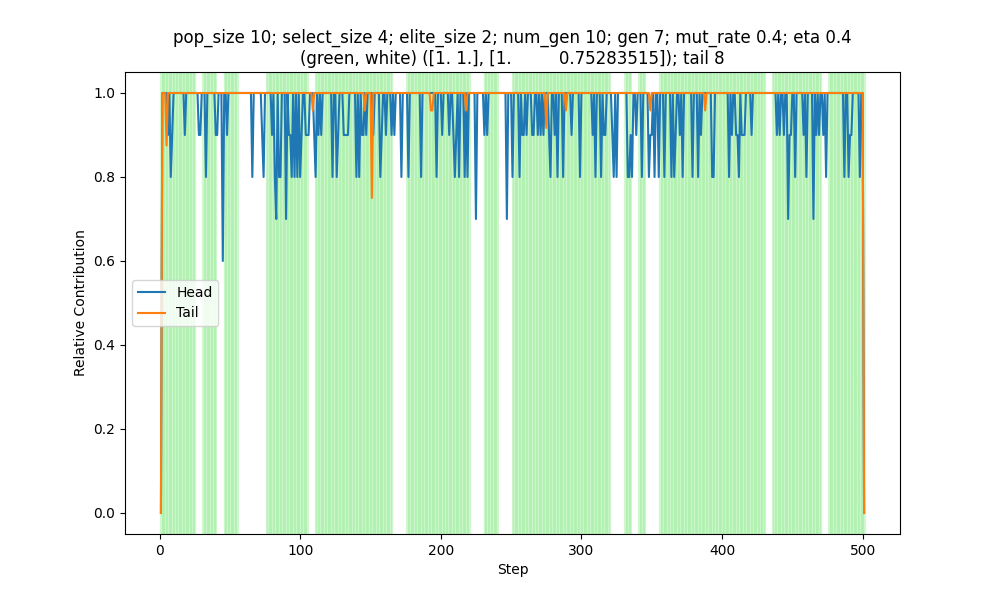 pop_size 10; select_size 4; elite_size 2; num_gen 10; gen 7; mut_rate 0.4; eta 0.4
(green, white) ([1. 1.], [1.          0.75283515]); tail 8
1.0
0.8
0.6
0.4
0.2
0.0
Relative Contribution
Head
Tail
0 100 200 300 400 500
Step